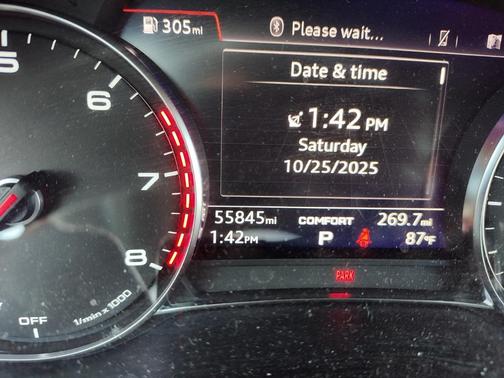 305mi
Please wait...
Date & time
1:42 PM
Saturday
10/25/2025
55845mi COMFORT 269.7mi
1:42PM P 87°F
PARK
5
6
7
8
OFF
1/min x 1000